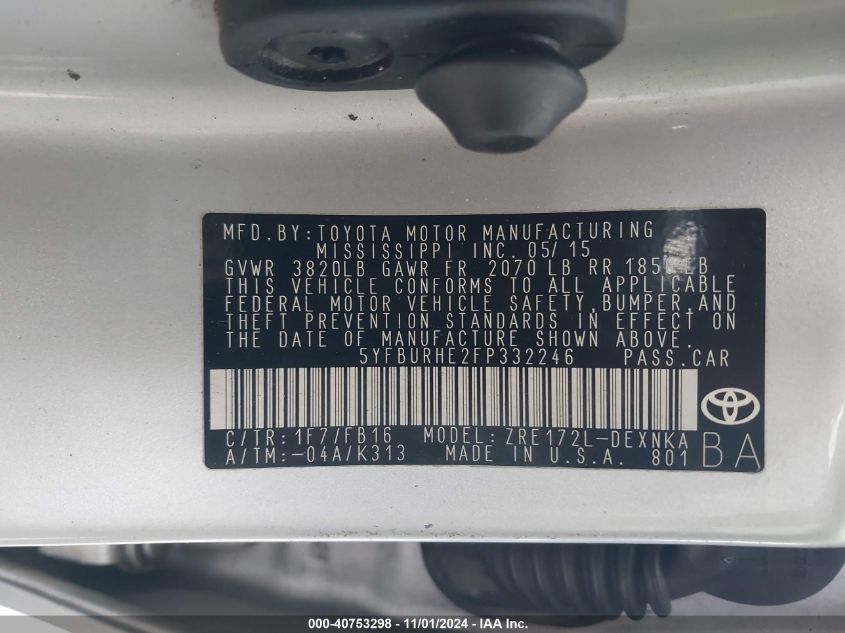 MFD. BY: TOYOTA MOTOR MANUFACTURING
MISSISSIPPI INC. 05/15
GVWR 3820LB GAWR FR 2070LB RR LB
THIS VEHICLE CONFORMS TO ALL APPLICABLE
FEDERAL MOTOR VEHICLE SAFETY, BUMPER, AND
THEFT PREVENTION STANDARDS IN EFFECT ON
THE DATE OF MANUFACTURE SHOWN ABOVE.
5YFBURHE2FP332246 PASS. CAR
C/TR: 1F7/FB16 MODEL: ZRE172L-DEXNKA
A/TM: -04A/K313 MADE IN U.S.A. 801 BA
000-40753298 - 11/01/2024 - IAA Inc.